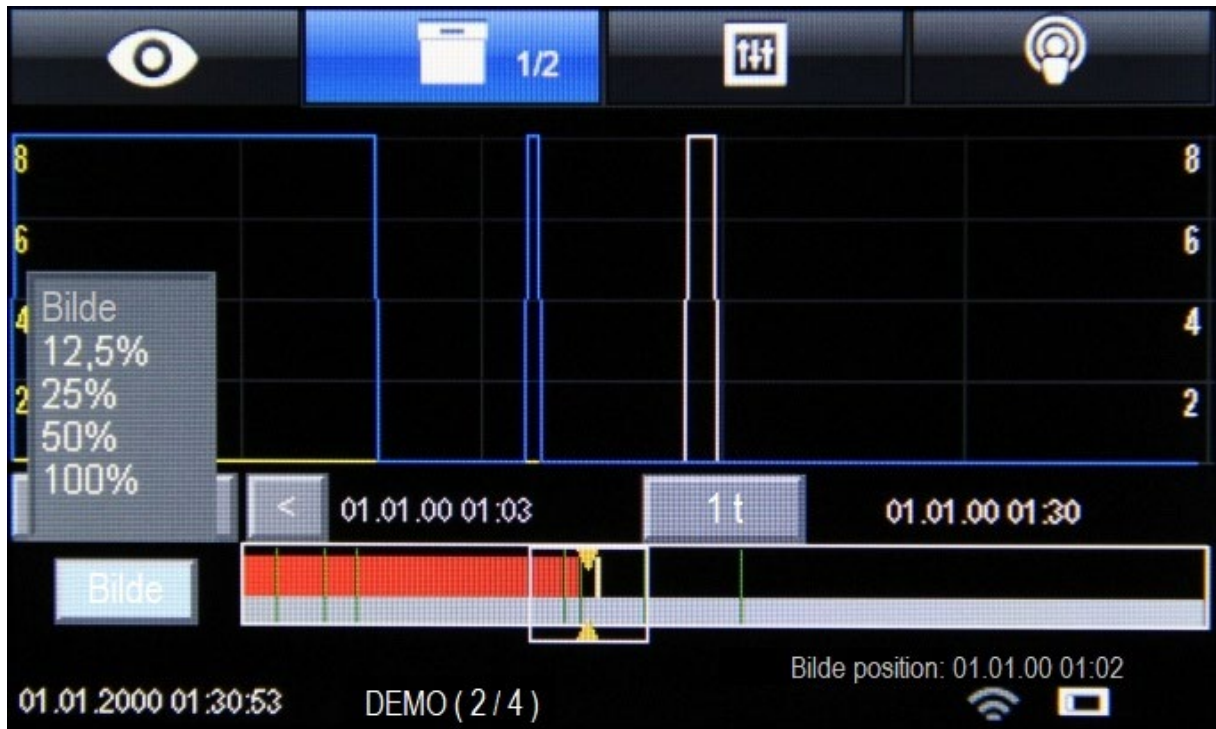 1/2
8 8
6 6
4 4
2 2
Bilde
12,5%
25%
50%
100%
< 01.01.00 01:03 1 t 01.01.00 01:30
Bilde
Bilde position: 01.01.00 01:02
01.01.2000 01:30:53 DEMO ( 2 / 4 )